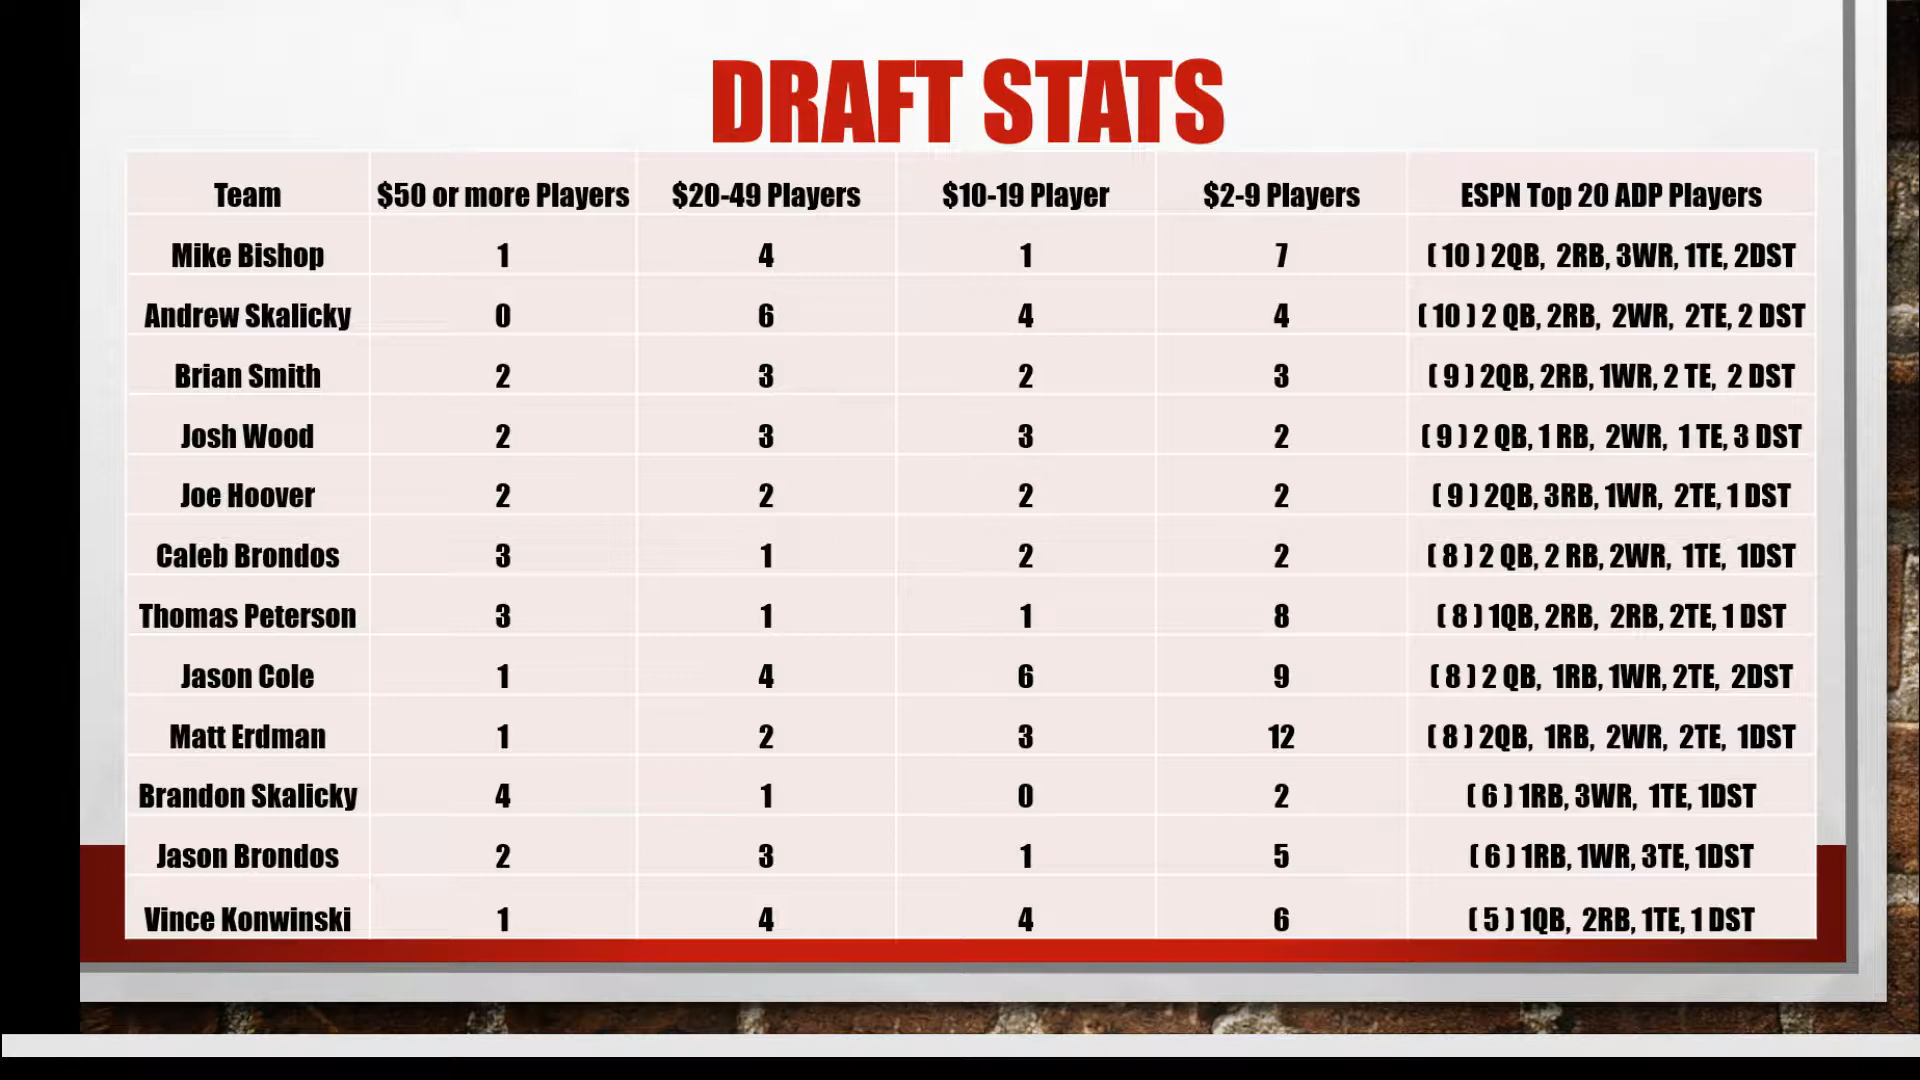 DRAFT STATS
Team $50 or more Players $20-49 Players $10-19 Player $2-9 Players ESPN Top 20 ADP Players
Mike Bishop 1 4 1 7 ( 10 ) 2QB, 2RB, 3WR, 1TE, 2DST
Andrew Skalicky 0 6 4 4 ( 10 ) 2 QB, 2RB, 2WR, 2TE, 2 DST
Brian Smith 2 3 2 3 ( 9 ) 2QB, 2RB, 1WR, 2 TE, 2 DST
Josh Wood 2 3 3 2 ( 9 ) 2 QB, 1 RB, 2WR, 1 TE, 3 DST
Joe Hoover 2 2 2 2 ( 9 ) 2QB, 3RB, 1WR, 2TE, 1 DST
Caleb Brondos 3 1 2 2 ( 8 ) 2 QB, 2 RB, 2WR, 1TE, 1DST
Thomas Peterson 3 1 1 8 ( 8 ) 1QB, 2RB, 2RB, 2TE, 1 DST
Jason Cole 1 4 6 9 ( 8 ) 2 QB, 1RB, 1WR, 2TE, 2DST
Matt Erdman 1 2 3 12 ( 8 ) 2QB, 1RB, 2WR, 2TE, 1DST
Brandon Skalicky 4 1 0 2 ( 6 ) 1RB, 3WR, 1TE, 1DST
Jason Brondos 2 3 1 5 ( 6 ) 1RB, 1WR, 3TE, 1DST
Vince Konwinski 1 4 4 6 ( 5 ) 1QB, 2RB, 1TE, 1 DST